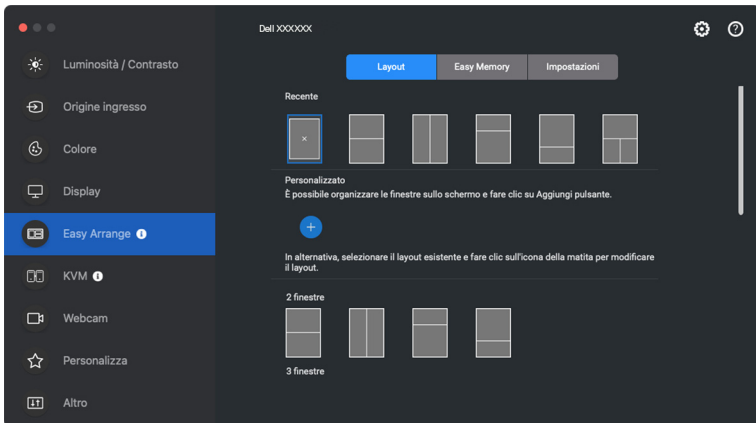 Dell XXXXXX
Luminosità / Contrasto
Origine ingresso
Colore
Display
Easy Arrange
KVM
Webcam
Personalizza
Altro
Layout
Easy Memory
Impostazioni
Recente
Personalizzato
È possibile organizzare le finestre sullo schermo e fare clic su Aggiungi pulsante.
In alternativa, selezionare il layout esistente e fare clic sull'icona della matita per modificare
il layout.
2 finestre
3 finestre